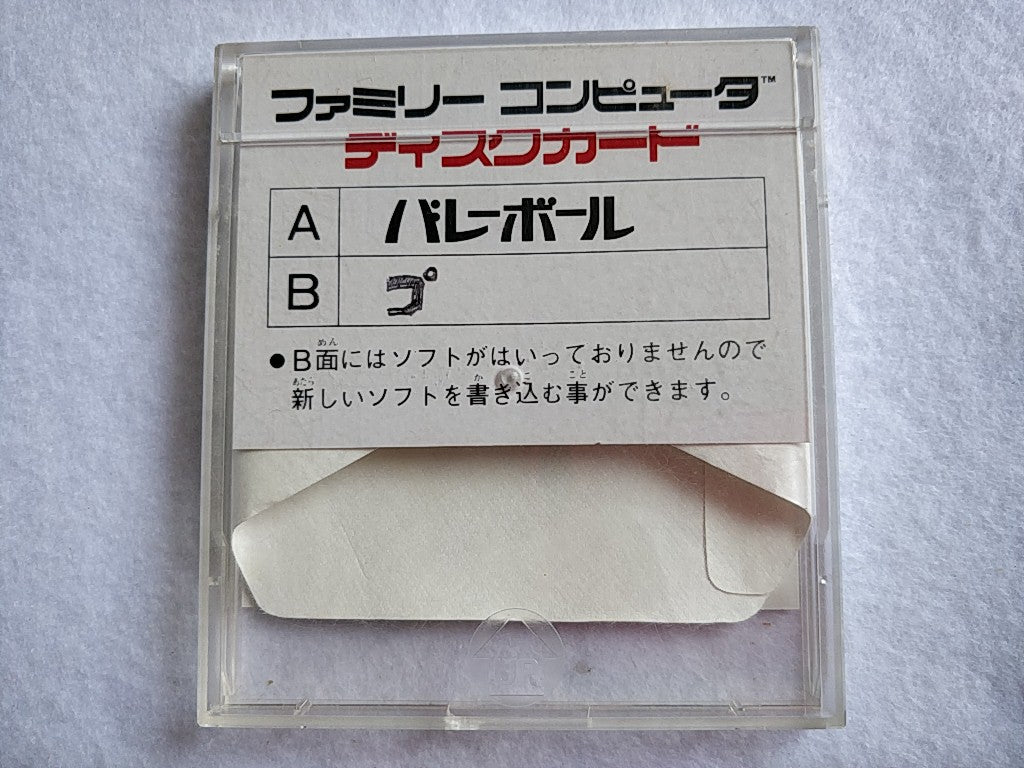 ファミリー コンピュータ™
ディスクカード
A バレーボール
B プ
●B面にはソフトがはいっておりませんので
新しいソフトを書き込む事ができます。